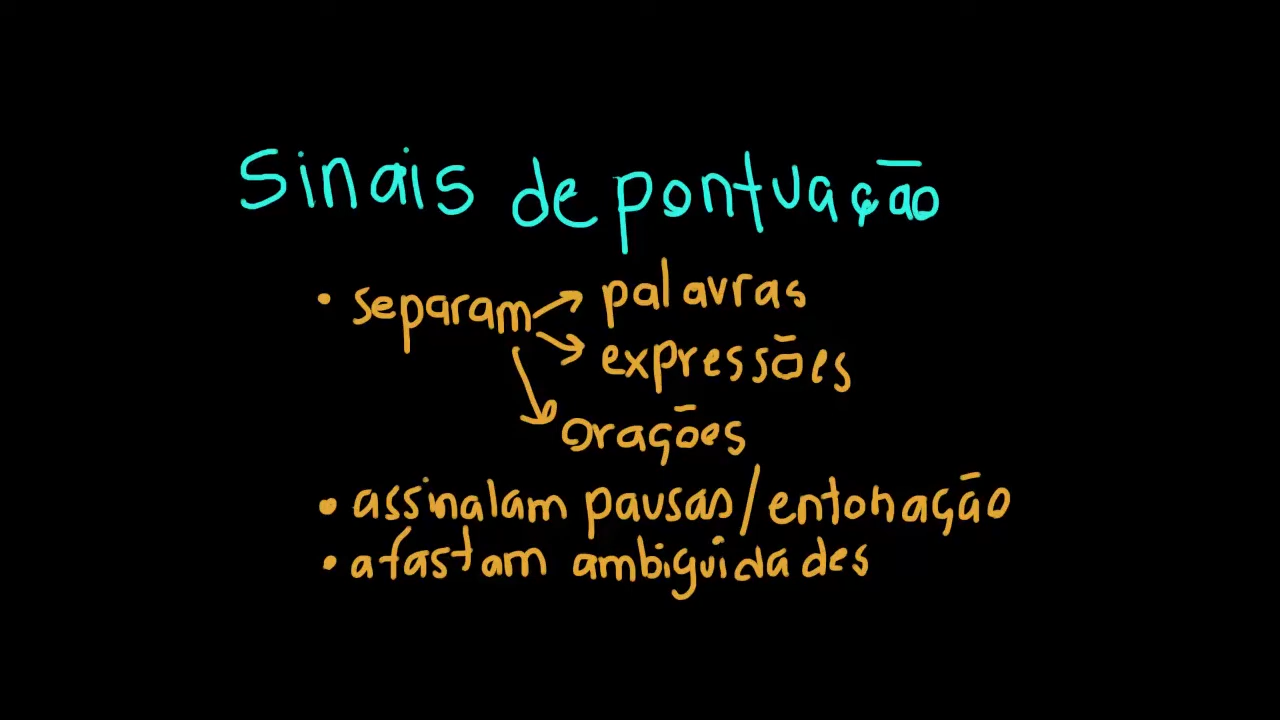 Sinais de pontuação
• separam → palavras
→ expressões
→ orações
• assinalam pausas/entonação
• afastam ambiguidades